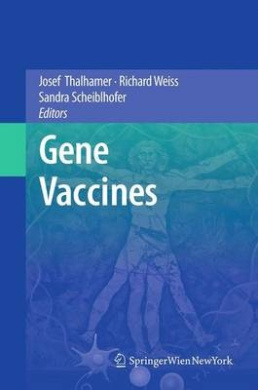 Josef Thalhamer · Richard Weiss
Sandra Scheiblhofer
Editors
Gene
Vaccines
SpringerWienNewYork